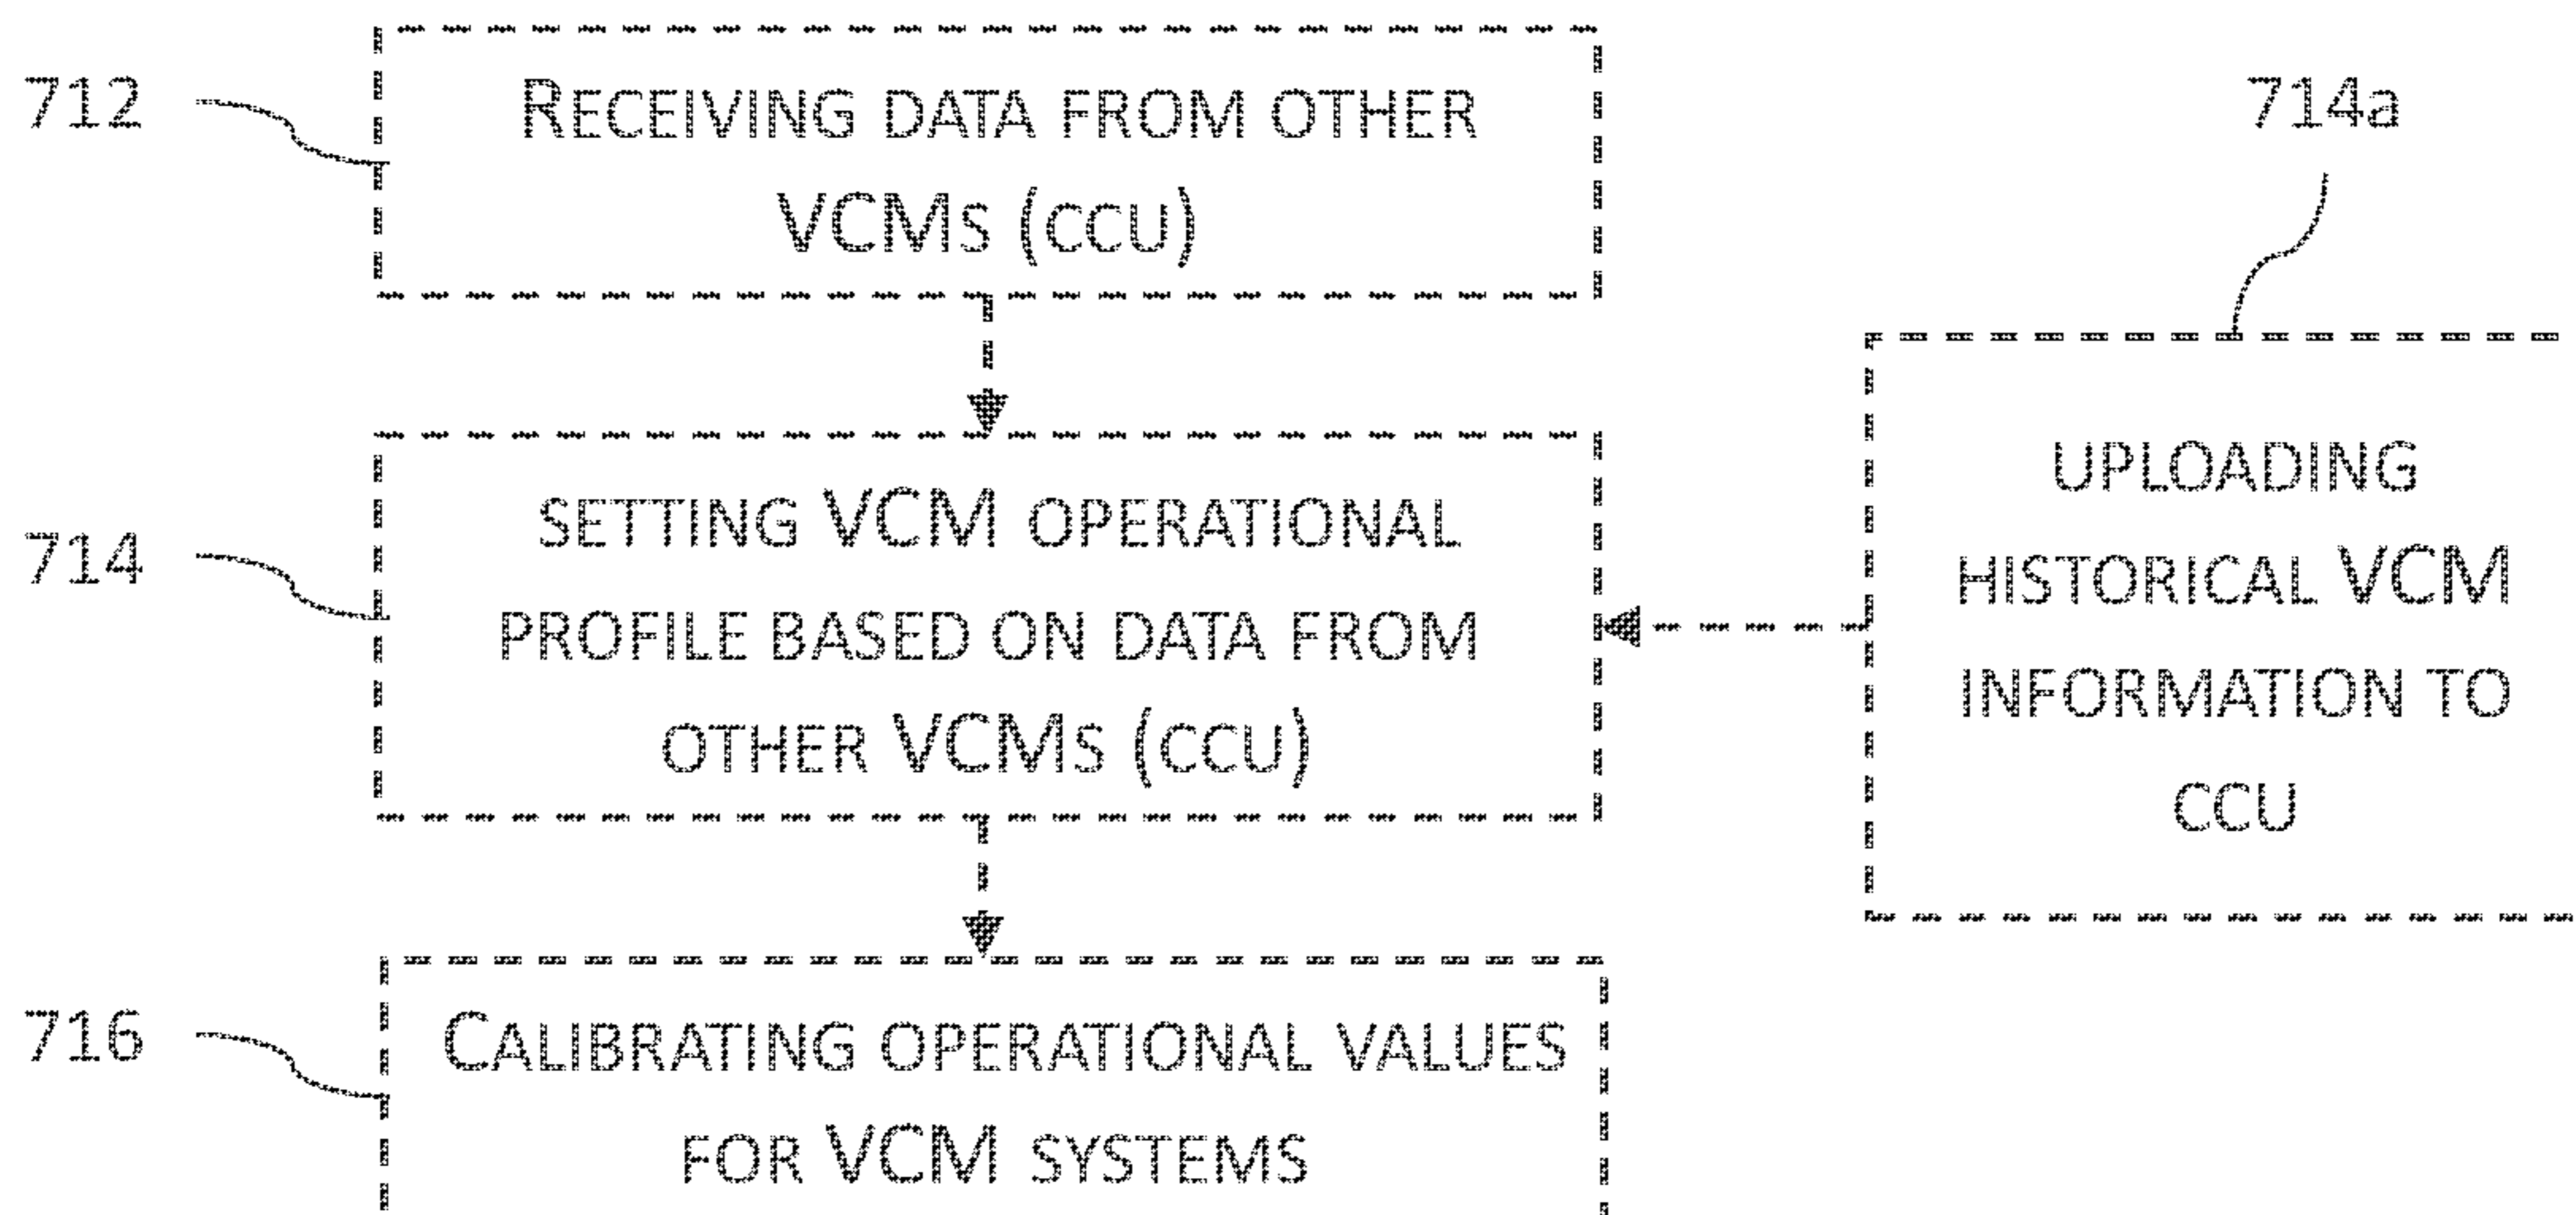 712
RECEIVING DATA FROM OTHER
VCMS (CCU)
714a
714
SETTING VCM OPERATIONAL
PROFILE BASED ON DATA FROM
OTHER VCMS (CCU)
UPLOADING
HISTORICAL VCM
INFORMATION TO
CCU
716
CALIBRATING OPERATIONAL VALUES
FOR VCM SYSTEMS